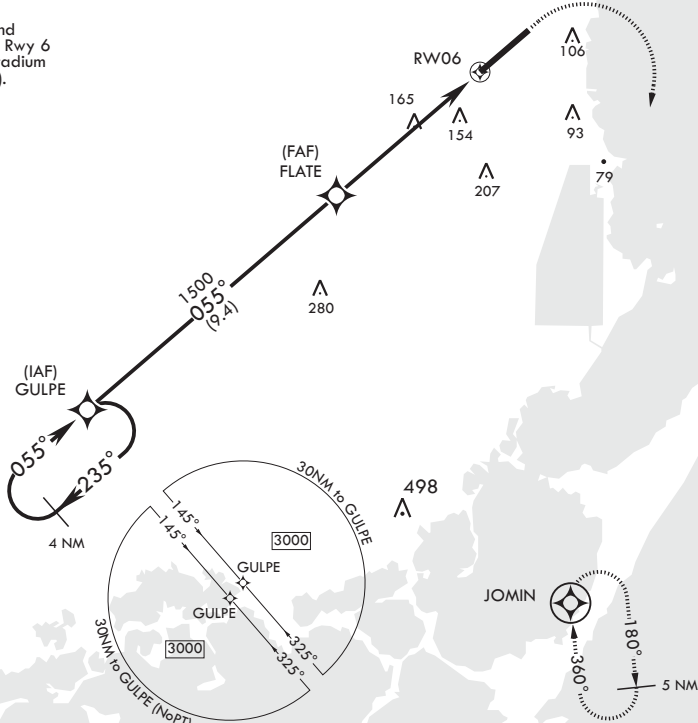 nd
Rwy 6
adium
).
RW06
106
165
154
93
(FAF)
FLATE
79
207
1500
055°
(9.4)
280
(IAF)
GULPE
055°
235°
4 NM
498
30NM to GULPE
145°
145°
3000
GULPE
GULPE
JOMIN
3000
325°
325°
30NM to GULPE (NoPT)
180°
360°
5 NM